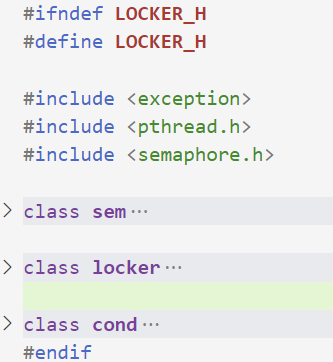 #ifndef LOCKER_H
#define LOCKER_H
#include <exception>
#include <pthread.h>
#include <semaphore.h>
> class sem···
> class locker···
> class cond···
#endif